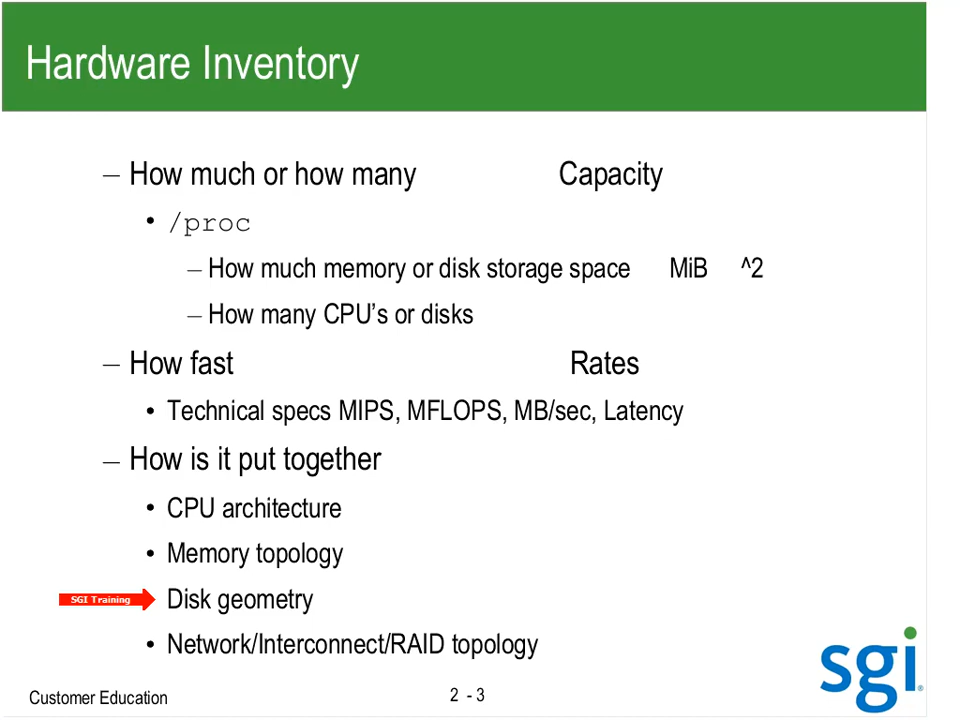 Hardware Inventory
– How much or how many Capacity
• /proc
– How much memory or disk storage space MiB ^2
– How many CPU’s or disks
– How fast Rates
• Technical specs MIPS, MFLOPS, MB/sec, Latency
– How is it put together
• CPU architecture
• Memory topology
SGI Training Disk geometry
• Network/Interconnect/RAID topology
sgi®
Customer Education 2 - 3